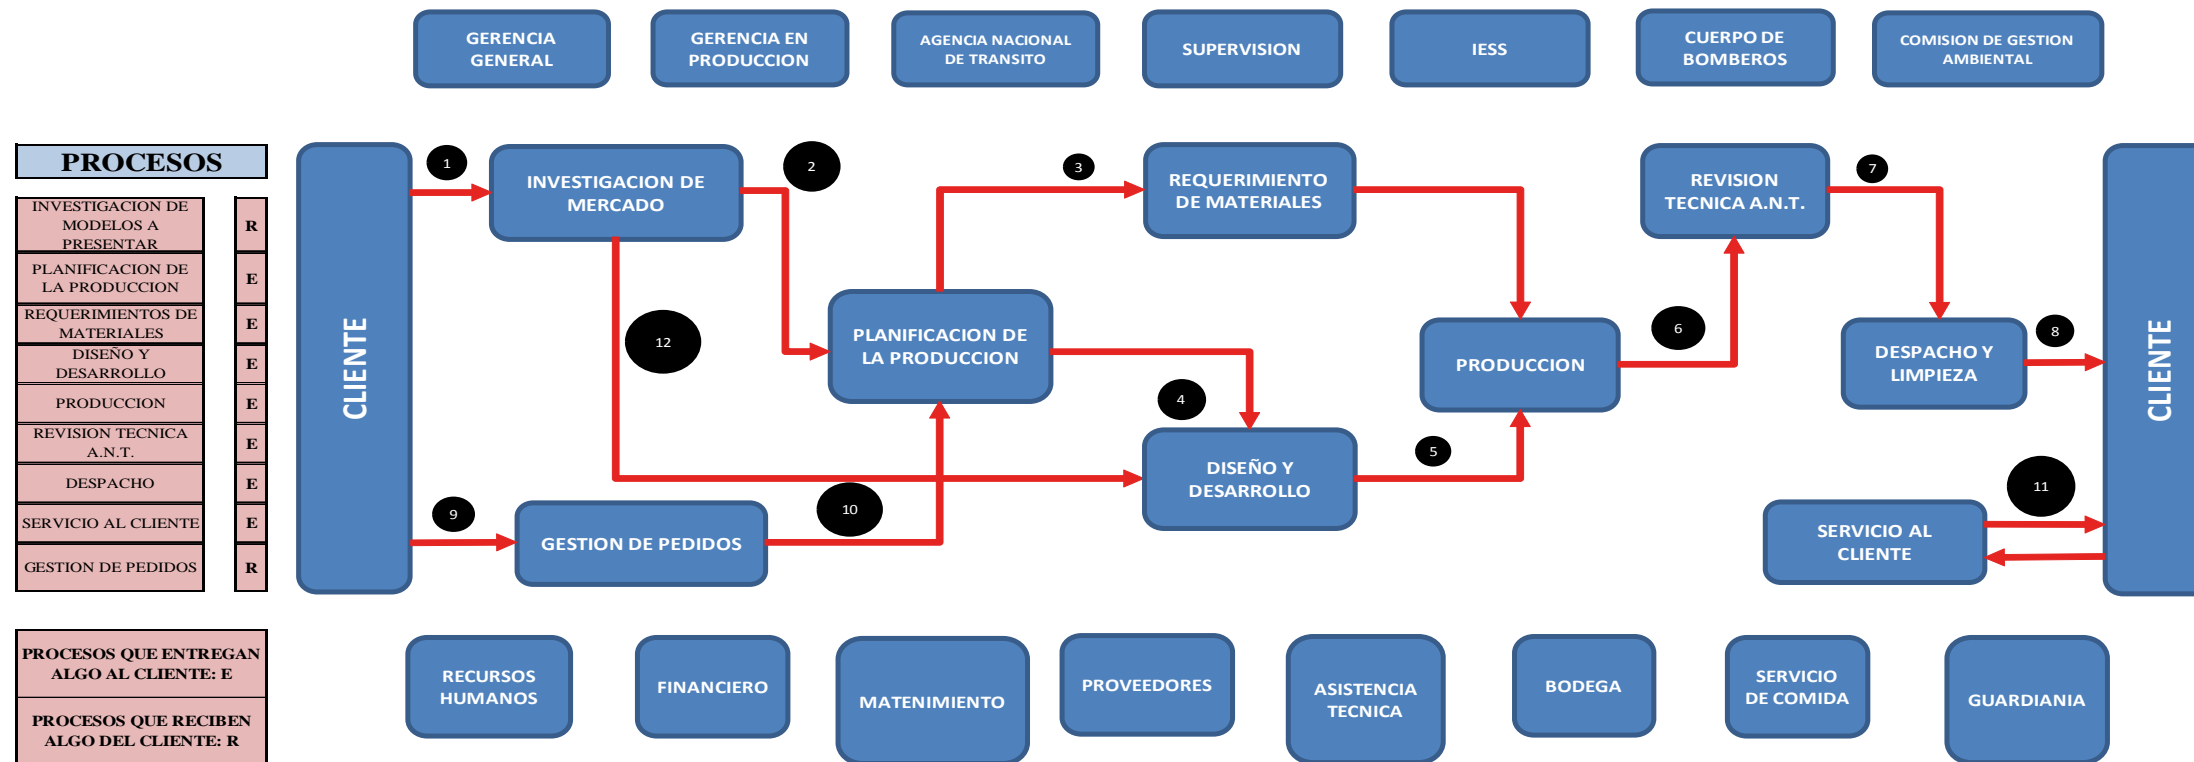 GERENCIA
GENERAL
GERENCIA EN
PRODUCCION
AGENCIA NACIONAL
DE TRANSITO
SUPERVISION
IESS
CUERPO DE
BOMBEROS
COMISION DE GESTION
AMBIENTAL
PROCESOS
INVESTIGACION DE
MODELOS A
PRESENTAR
R
PLANIFICACION DE
LA PRODUCCION
E
REQUERIMIENTOS DE
MATERIALES
E
DISEÑO Y
DESARROLLO
E
PRODUCCION
E
REVISION TECNICA
A.N.T.
E
DESPACHO
E
SERVICIO AL CLIENTE
E
GESTION DE PEDIDOS
R
PROCESOS QUE ENTREGAN
ALGO AL CLIENTE: E
PROCESOS QUE RECIBEN
ALGO DEL CLIENTE: R
CLIENTE
1
INVESTIGACION DE
MERCADO
2
3
REQUERIMIENTO
DE MATERIALES
REVISION
TECNICA A.N.T.
7
12
PLANIFICACION DE
LA PRODUCCION
4
PRODUCCION
6
DESPACHO Y
LIMPIEZA
8
CLIENTE
9
GESTION DE PEDIDOS
10
DISEÑO Y
DESARROLLO
5
SERVICIO AL
CLIENTE
11
RECURSOS
HUMANOS
FINANCIERO
MATENIMIENTO
PROVEEDORES
ASISTENCIA
TECNICA
BODEGA
SERVICIO
DE COMIDA
GUARDIANIA